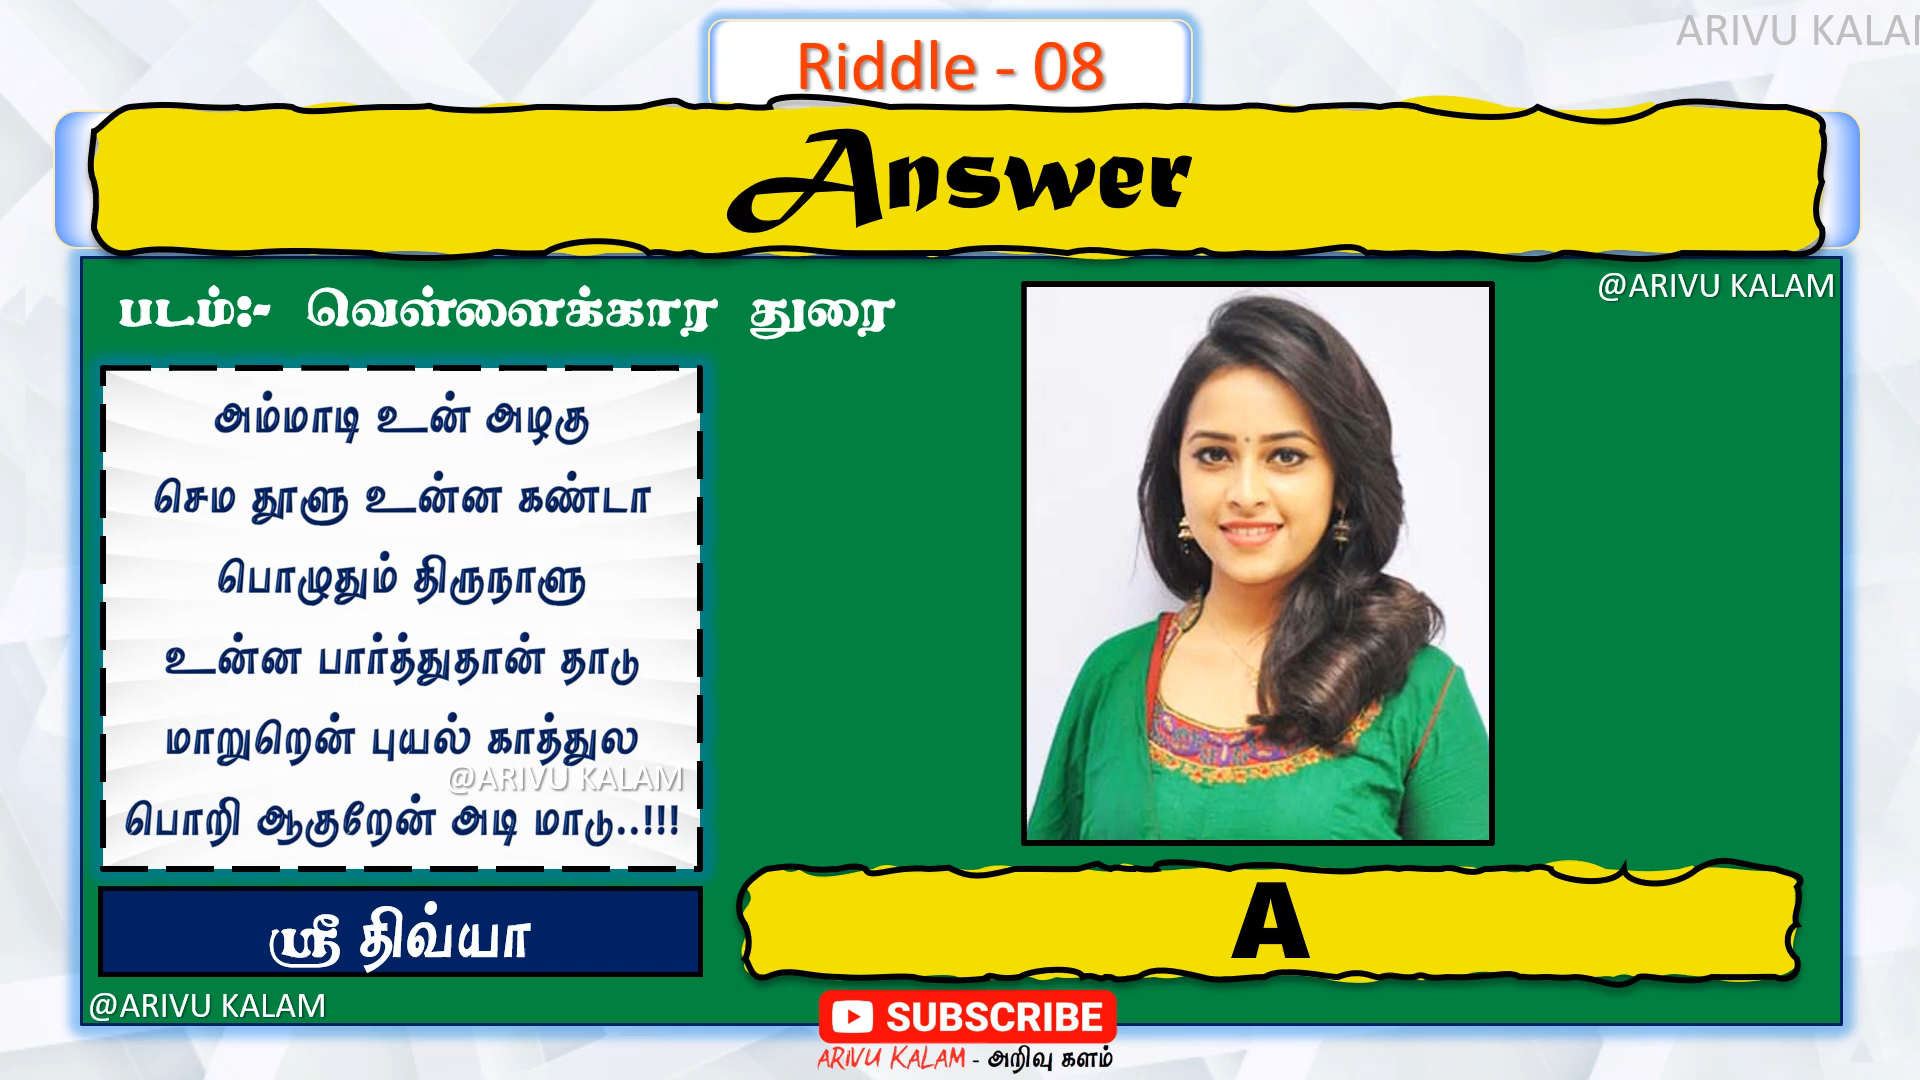 ARIVU KALA
Riddle - 08
Answer
@ARIVU KALAM
படம்:- வெள்ளைக்கார துரை
அம்மாடி உன் அழகு
செம தூளு உன்ன கண்டா
பொழுதும் திருநாளு
உன்ன பார்த்துதான் தாடு
மாறுறென் புயல் காத்துல
@ARIVU KALAM
பொறி ஆகுறேன் அடி மாடு..!!!
ஸ்ரீ திவ்யா
A
@ARIVU KALAM
SUBSCRIBE
ARIVU KALAM - அறிவு களம்